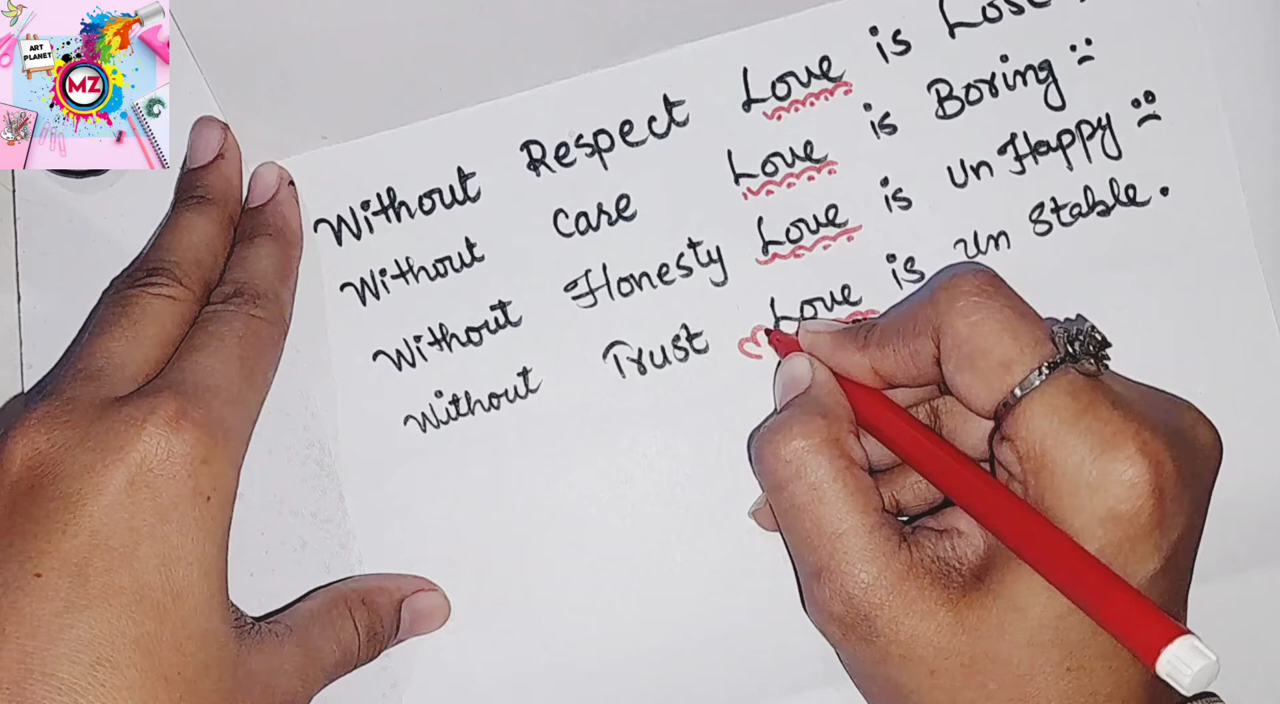 ART
PLANET
MZ
Without Respect Love is Lost
Without Care Love is Boring
Without Honesty Love is UnHappy
Without Trust Love is Un Stable.